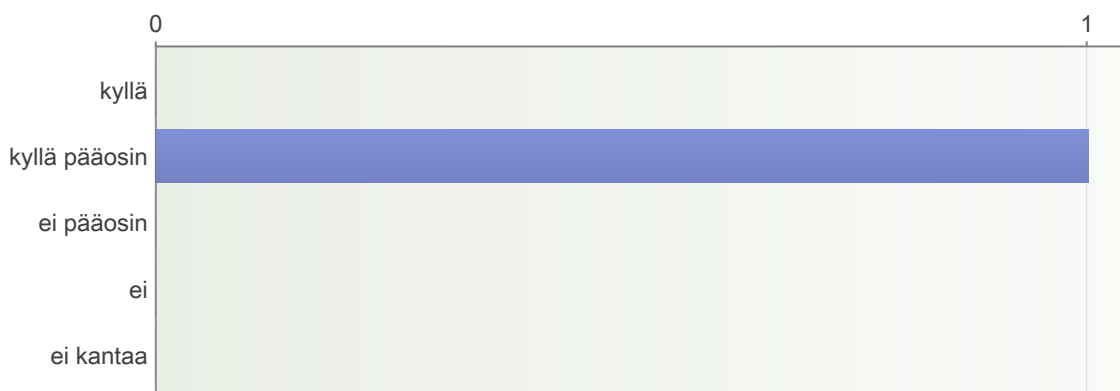 0 1
kyllä
kyllä pääosin
ei pääosin
ei
ei kantaa